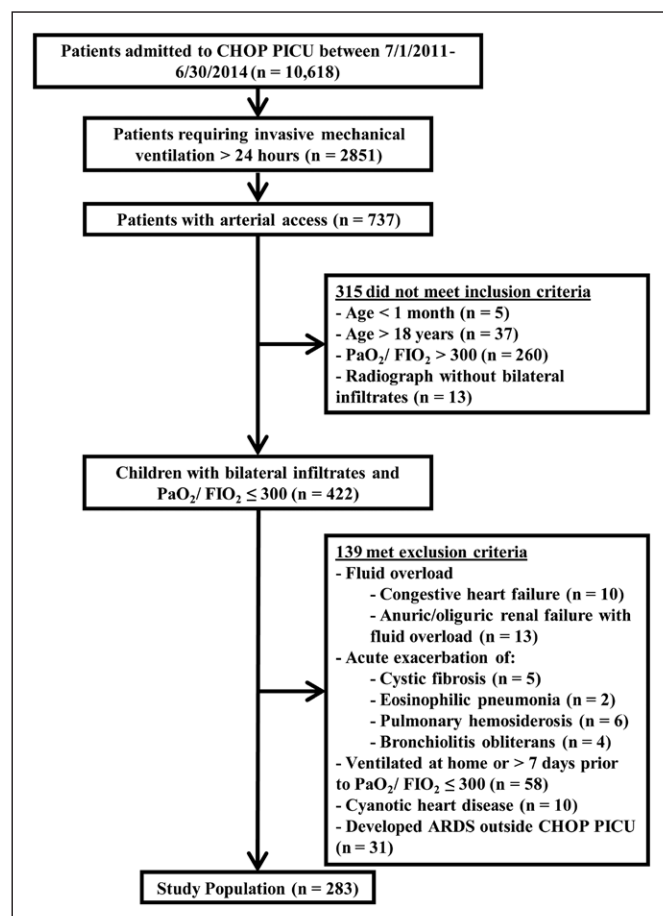 Patients admitted to CHOP PICU between 7/1/2011-
6/30/2014 (n = 10,618)
Patients requiring invasive mechanical
ventilation > 24 hours (n = 2851)
Patients with arterial access (n = 737)
315 did not meet inclusion criteria
- Age < 1 month (n = 5)
- Age > 18 years (n = 37)
- PaO₂/ FIO₂ > 300 (n = 260)
- Radiograph without bilateral
infiltrates (n = 13)
Children with bilateral infiltrates and
PaO₂/ FIO₂ ≤ 300 (n = 422)
139 met exclusion criteria
- Fluid overload
- Congestive heart failure (n = 10)
- Anuric/oliguric renal failure with
fluid overload (n = 13)
- Acute exacerbation of:
- Cystic fibrosis (n = 5)
- Eosinophilic pneumonia (n = 2)
- Pulmonary hemosiderosis (n = 6)
- Bronchiolitis obliterans (n = 4)
- Ventilated at home or > 7 days prior
to PaO₂/ FIO₂ ≤ 300 (n = 58)
- Cyanotic heart disease (n = 10)
- Developed ARDS outside CHOP PICU
(n = 31)
Study Population (n = 283)